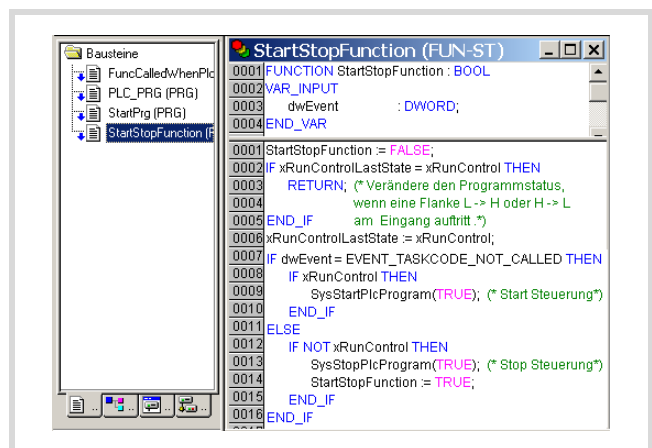 Bausteine
FuncCalledWhenPlc
PLC_PRG (PRG)
StartPrg (PRG)
StartStopFunction (F
StartStopFunction (FUN-ST)
0001 FUNCTION StartStopFunction : BOOL
0002 VAR_INPUT
0003 dwEvent : DWORD;
0004 END_VAR
0001 StartStopFunction := FALSE;
0002 IF xRunControlLastState = xRunControl THEN
0003 RETURN; (* Verändere den Programmstatus,
0004 wenn eine Flanke L -> H oder H -> L
0005 END_IF am Eingang auftritt .*)
0006 xRunControlLastState := xRunControl;
0007 IF dwEvent = EVENT_TASKCODE_NOT_CALLED THEN
0008 IF xRunControl THEN
0009 SysStartPlcProgram(TRUE); (* Start Steuerung*)
0010 END_IF
0011 ELSE
0012 IF NOT xRunControl THEN
0013 SysStopPlcProgram(TRUE); (* Stop Steuerung*)
0014 StartStopFunction := TRUE;
0015 END_IF
0016 END_IF